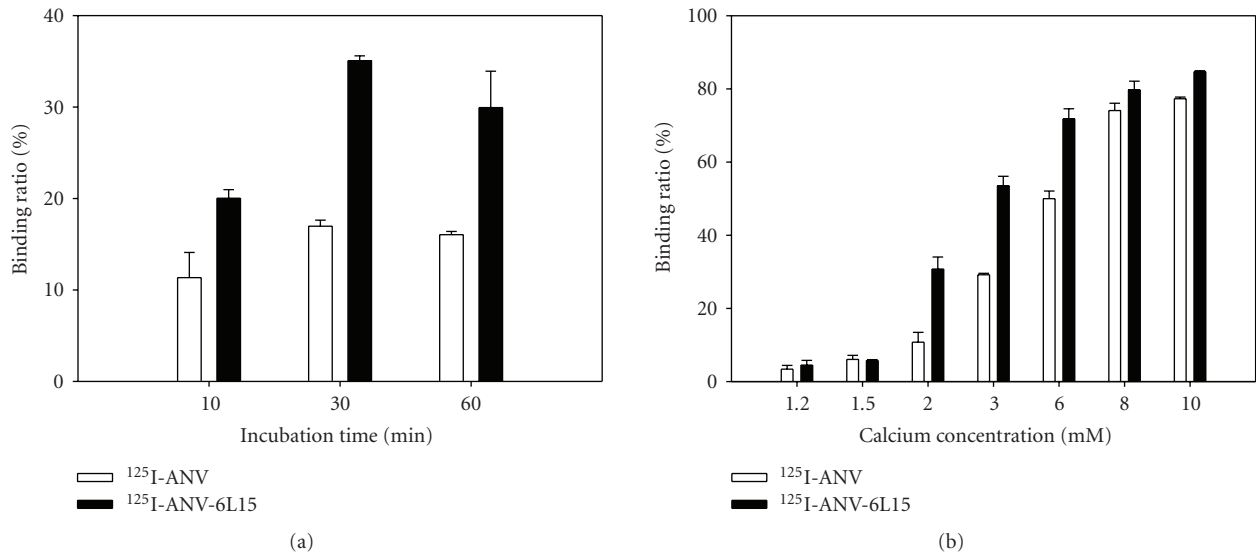 40
30
20
10
0
Binding ratio (%)
10 30 60
Incubation time (min)
¹²⁵I-ANV
¹²⁵I-ANV-6L15
(a)
100
80
60
40
20
0
Binding ratio (%)
1.2 1.5 2 3 6 8 10
Calcium concentration (mM)
¹²⁵I-ANV
¹²⁵I-ANV-6L15
(b)